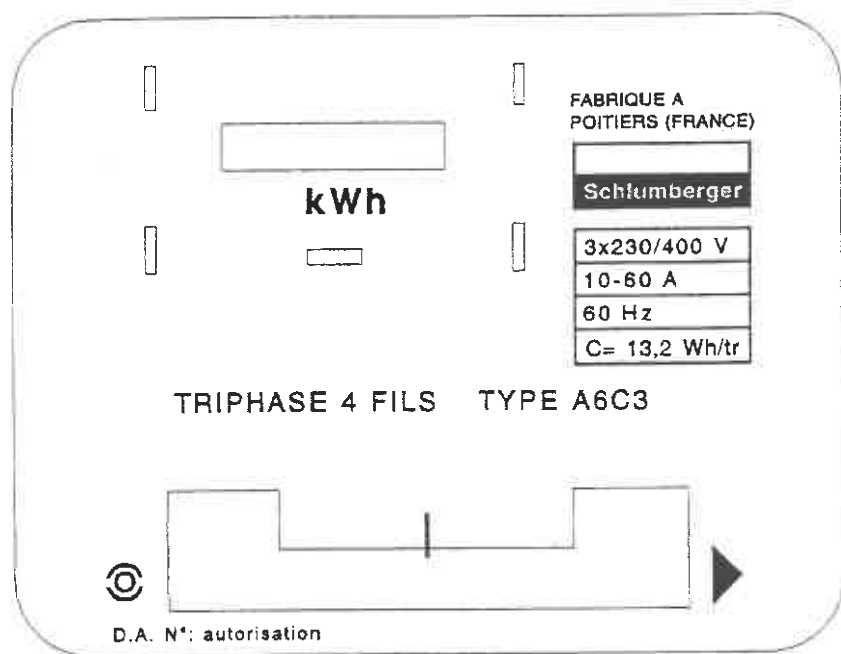 FABRIQUE A
POITIERS (FRANCE)
Schlumberger
kWh
3x230/400 V
10-60 A
60 Hz
C= 13,2 Wh/tr
TRIPHASE 4 FILS TYPE A6C3
D.A. N°: autorisation